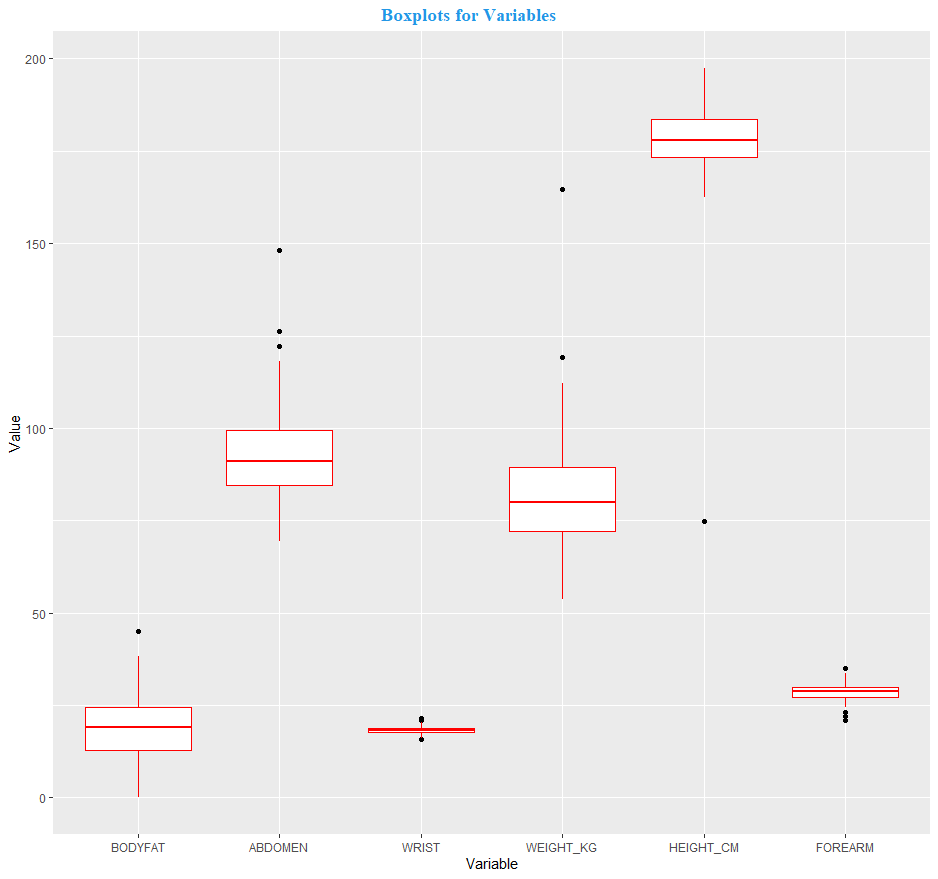 Boxplots for Variables
200
150
100
50
0
Value
BODYFAT ABDOMEN WRIST WEIGHT_KG HEIGHT_CM FOREARM
Variable